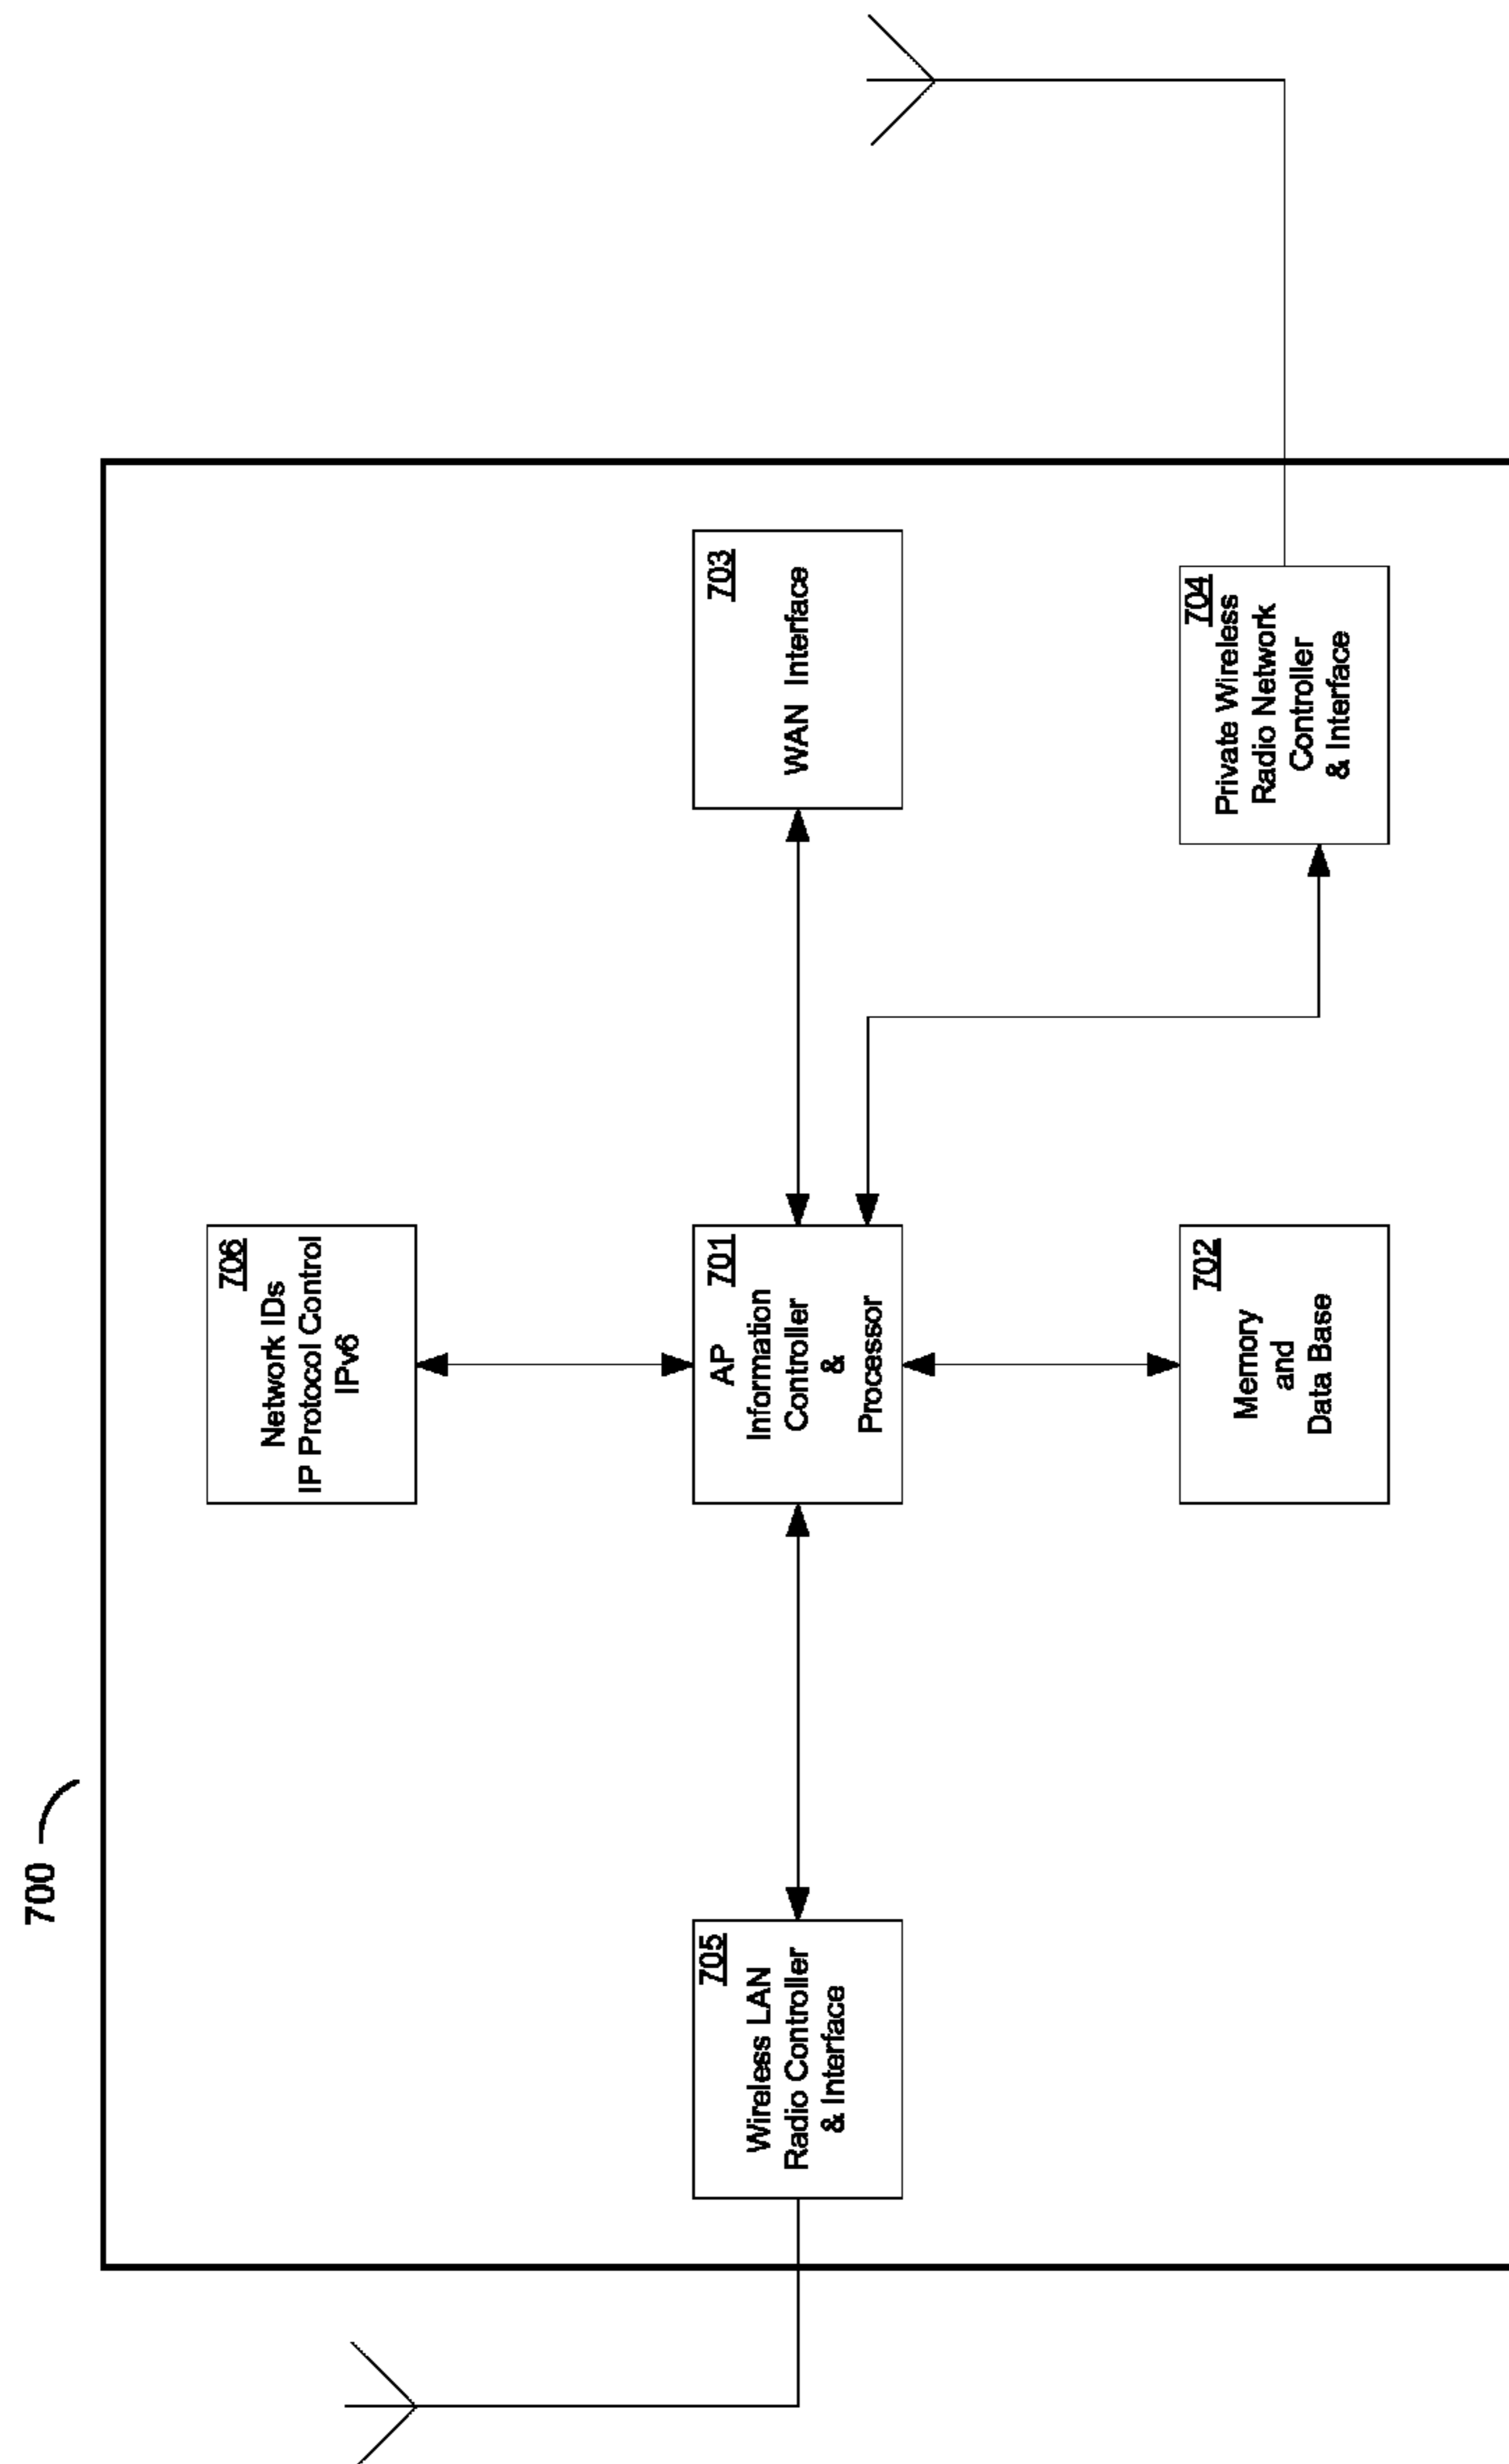 700
706
Network IDs
IP Protocol Control
IPv6
705
Wireless LAN
Radio Controller
& Interface
701
AP
Information
Controller
&
Processor
703
WAN Interface
702
Memory
and
Data Base
704
Private Wireless
Radio Network
Controller
& Interface